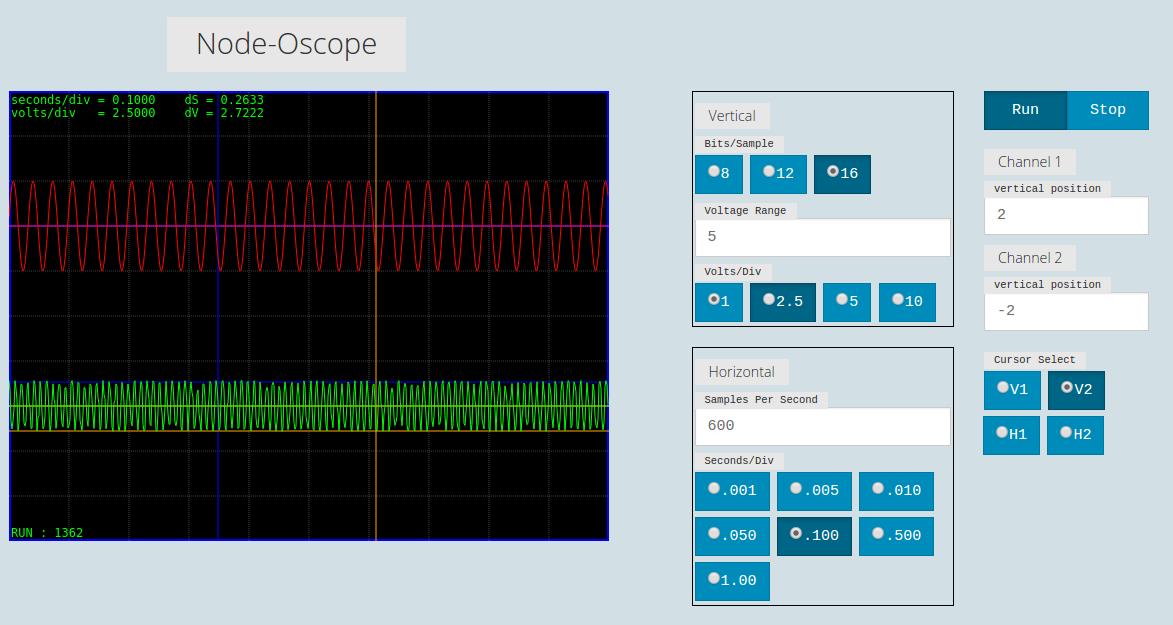 Node-Oscope
seconds/div = 0.1000 dS = 0.2633
volts/div = 2.5000 dV = 2.7222
RUN : 1362
Vertical
Bits/Sample
8 12 16
Voltage Range
5
Volts/Div
1 2.5 5 10
Horizontal
Samples Per Second
600
Seconds/Div
.001 .005 .010
.050 .100 .500
1.00
Run Stop
Channel 1
vertical position
2
Channel 2
vertical position
-2
Cursor Select
V1 V2
H1 H2